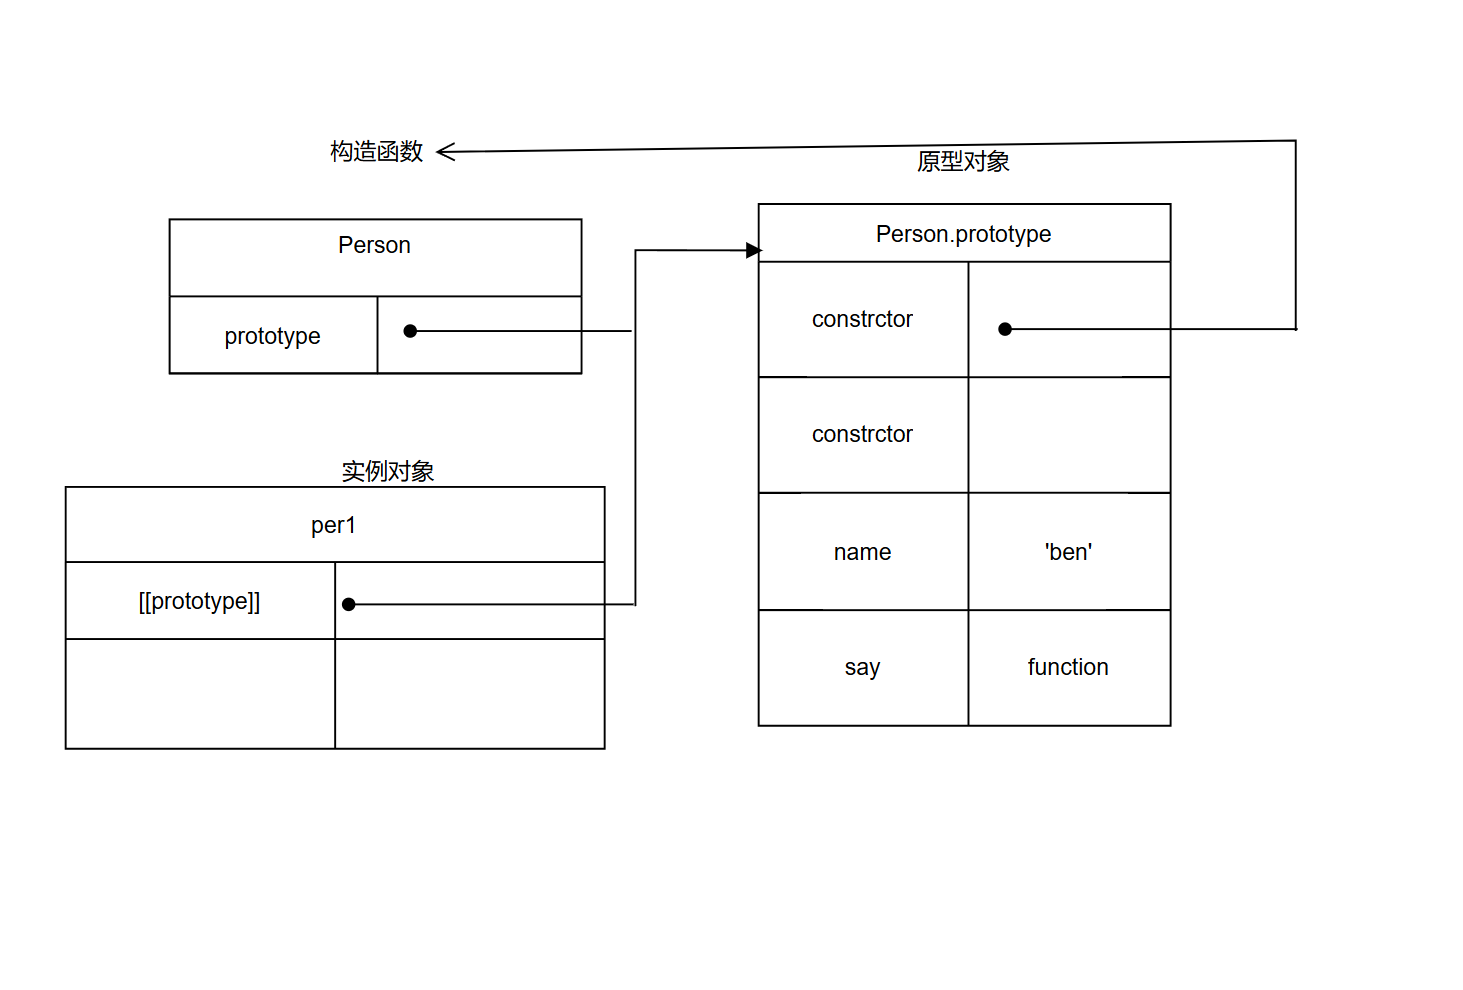 构造函数
原型对象
Person
Person.prototype
prototype
constrctor
constrctor
实例对象
per1
name
'ben'
[[prototype]]
say
function